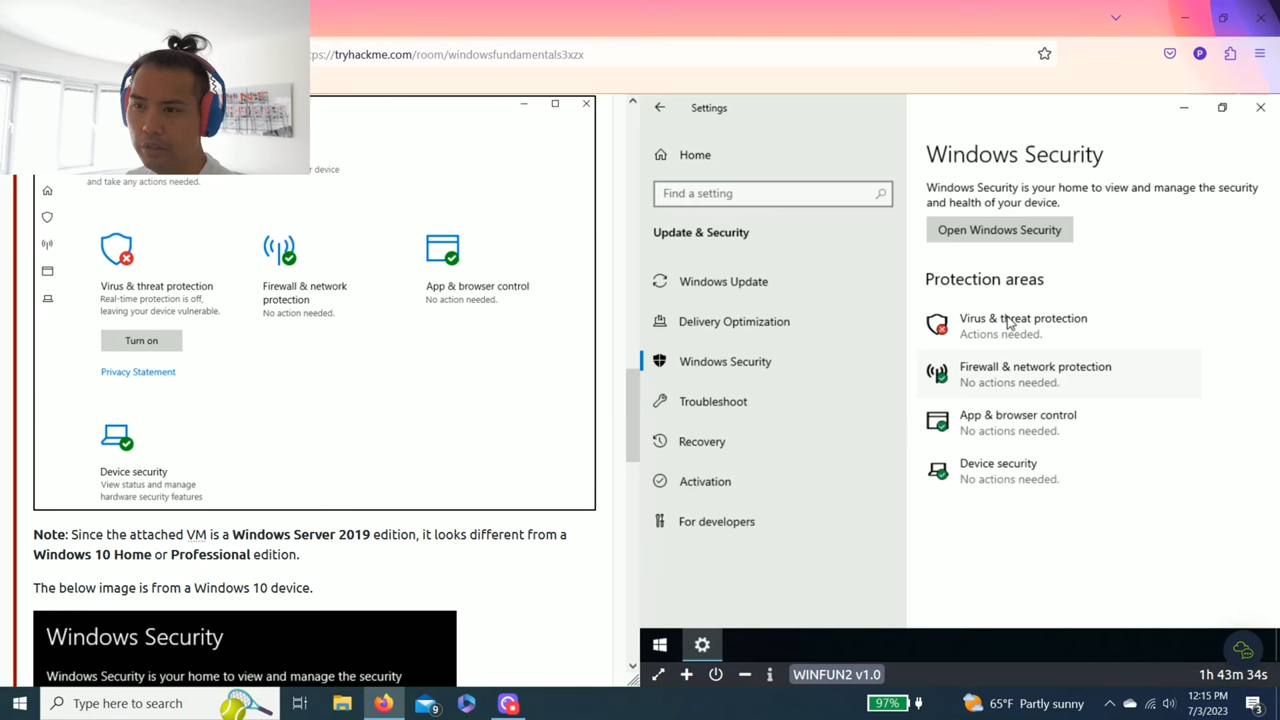 ps://tryhackme.com/room/windowsfundamentals3xzx
r device
and take any actions needed.
Virus & threat protection
Real-time protection is off,
leaving your device vulnerable.
Turn on
Privacy Statement
Firewall & network
protection
No action needed.
App & browser control
No action needed.
Device security
View status and manage
hardware security features
Note: Since the attached VM is a Windows Server 2019 edition, it looks different from a
Windows 10 Home or Professional edition.
The below image is from a Windows 10 device.
Windows Security
Windows Security is your home to view and manage the security
Settings
Home
Find a setting
Update & Security
Windows Update
Delivery Optimization
Windows Security
Troubleshoot
Recovery
Activation
For developers
Windows Security
Windows Security is your home to view and manage the security
and health of your device.
Open Windows Security
Protection areas
Virus & threat protection
Actions needed.
Firewall & network protection
No actions needed.
App & browser control
No actions needed.
Device security
No actions needed.
WINFUN2 v1.0
1h 43m 34s
Type here to search
9
97%
65°F Partly sunny
12:15 PM
7/3/2023
3
P